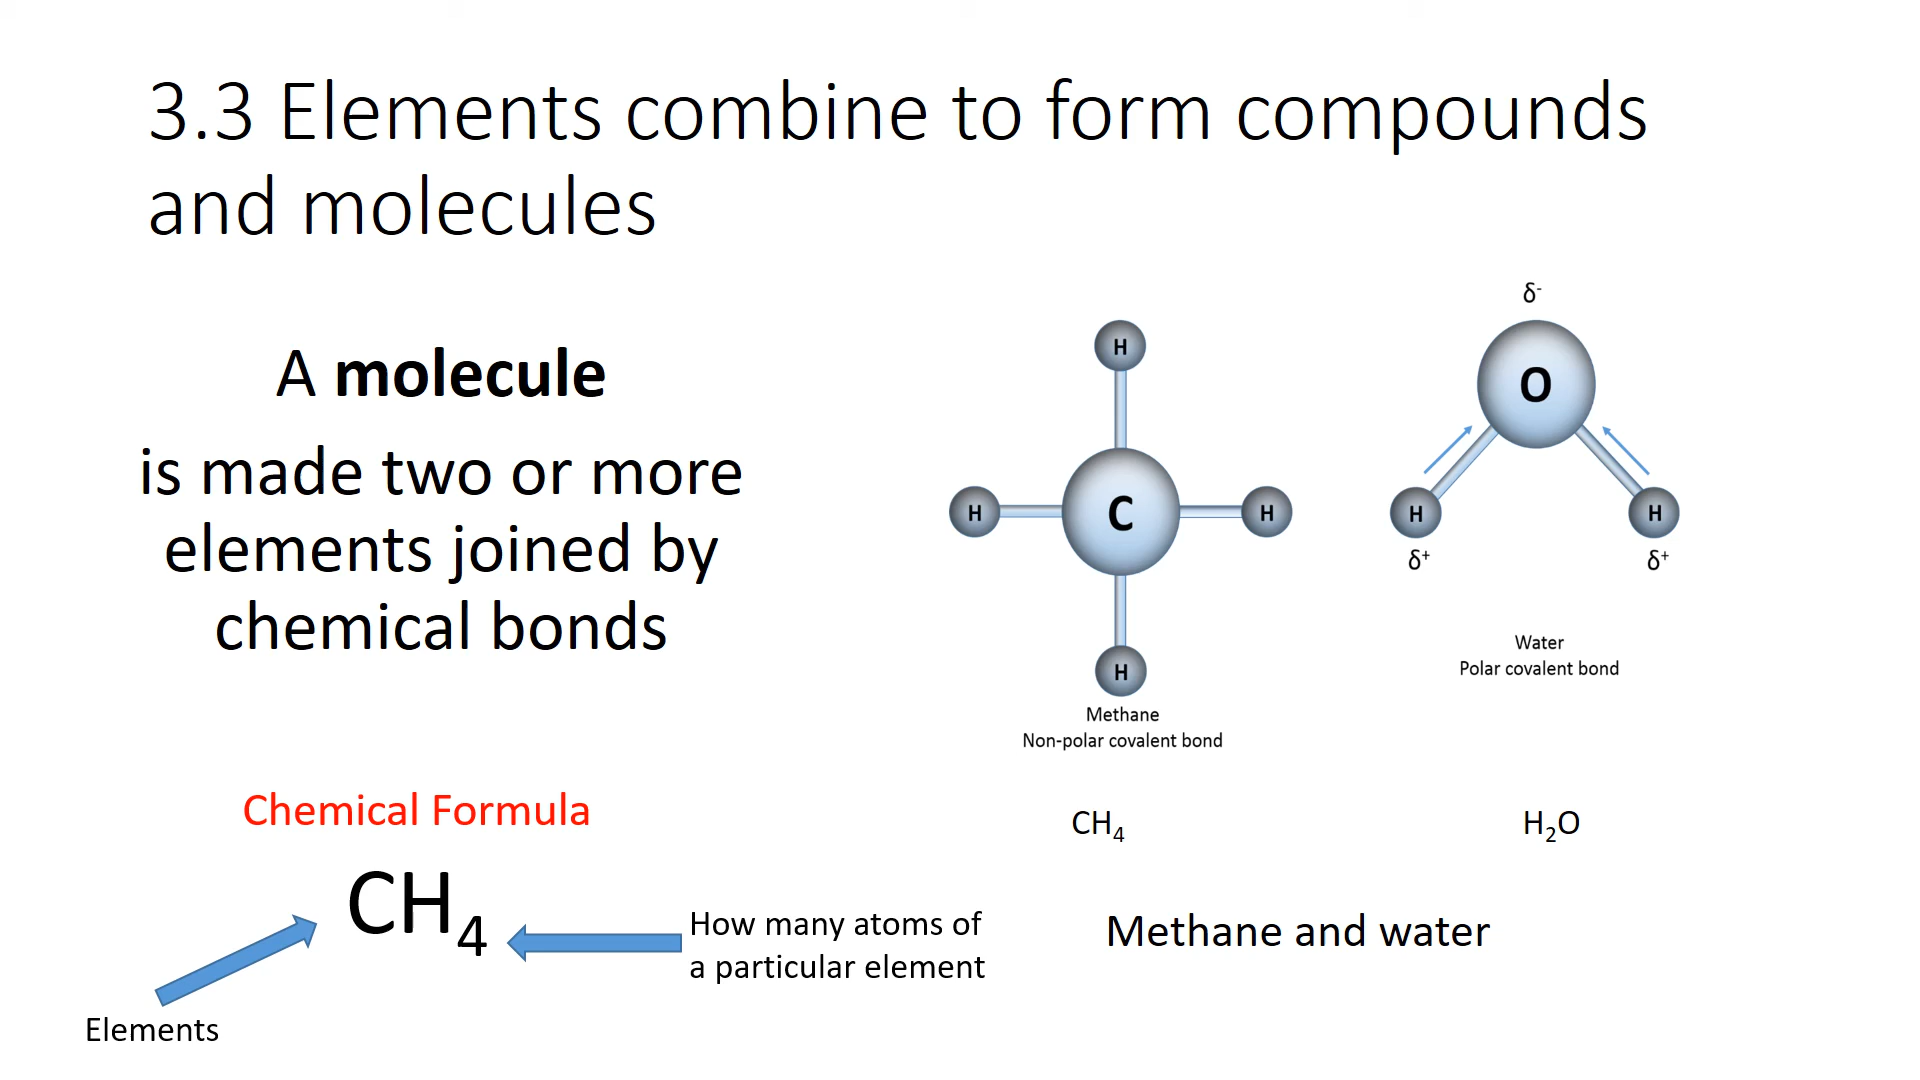 3.3 Elements combine to form compounds
and molecules
A molecule
is made two or more
elements joined by
chemical bonds
Chemical Formula
CH₄
Elements
How many atoms of
a particular element
H
H
C
H
H
Methane
Non-polar covalent bond
CH₄
δ⁻
O
H
H
δ⁺
δ⁺
Water
Polar covalent bond
H₂O
Methane and water